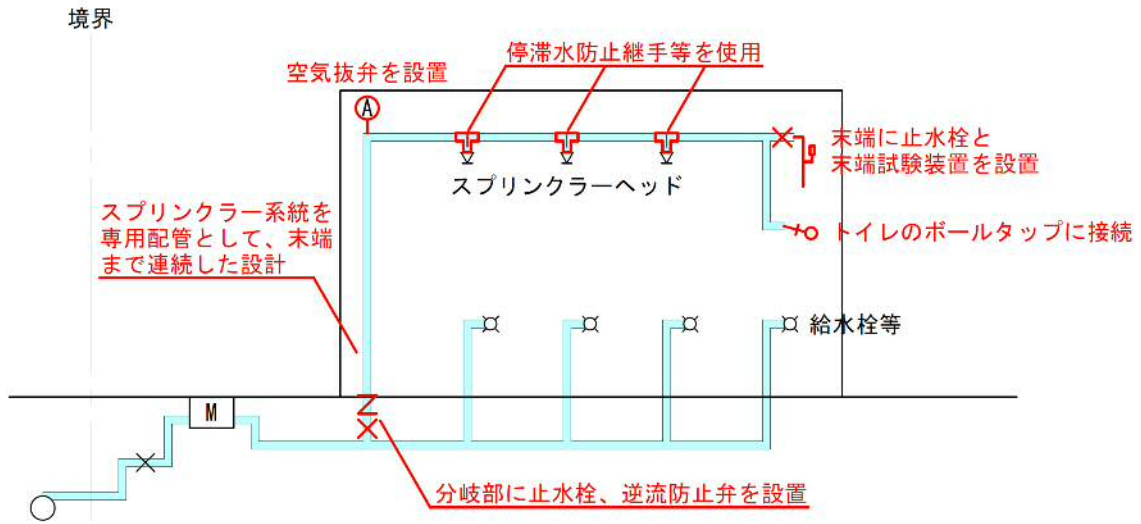 境界
停滞水防止継手等を使用
空気抜弁を設置
A
末端に止水栓と
末端試験装置を設置
スプリンクラーヘッド
スプリンクラー系統を
専用配管として、末端
まで連続した設計
トイレのボールタップに接続
給水栓等
M
分岐部に止水栓、逆流防止弁を設置